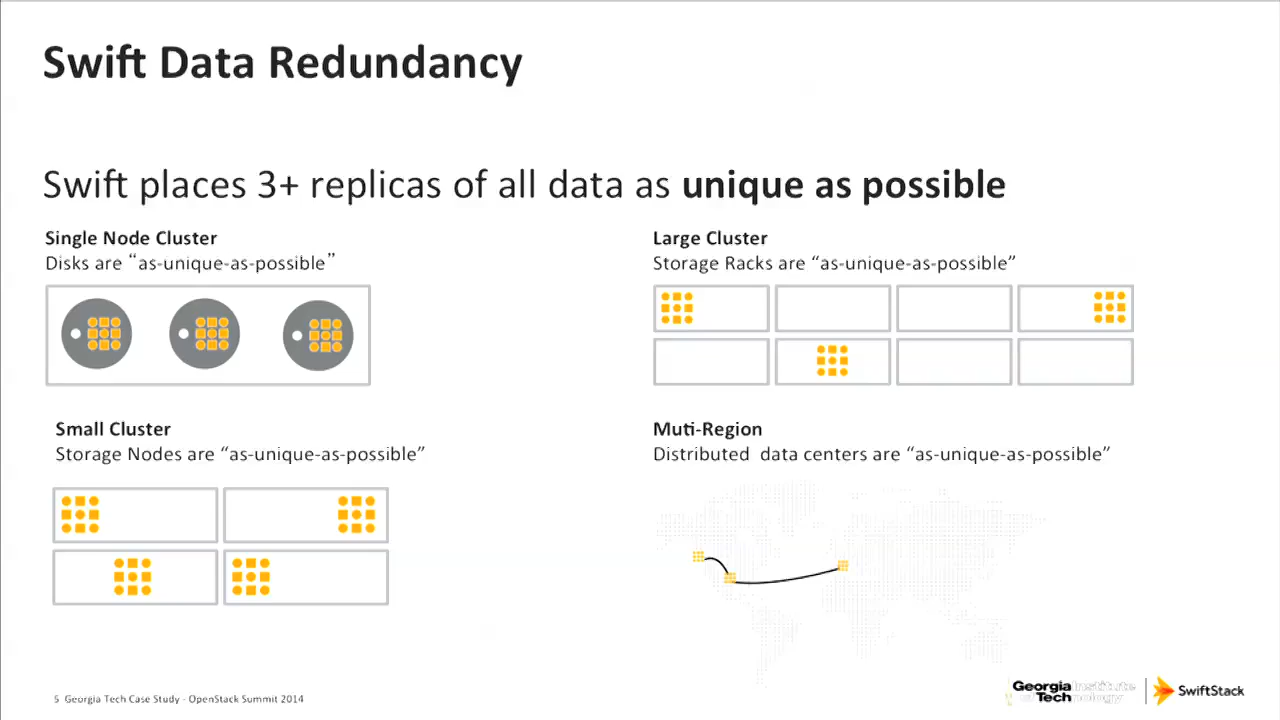 Swift Data Redundancy
Swift places 3+ replicas of all data as unique as possible
Single Node Cluster
Disks are “as-unique-as-possible”
Large Cluster
Storage Racks are “as-unique-as-possible”
Small Cluster
Storage Nodes are “as-unique-as-possible”
Muti-Region
Distributed data centers are “as-unique-as-possible”
5 Georgia Tech Case Study - OpenStack Summit 2014
Georgia Institute
Tech of Technology
SwiftStack